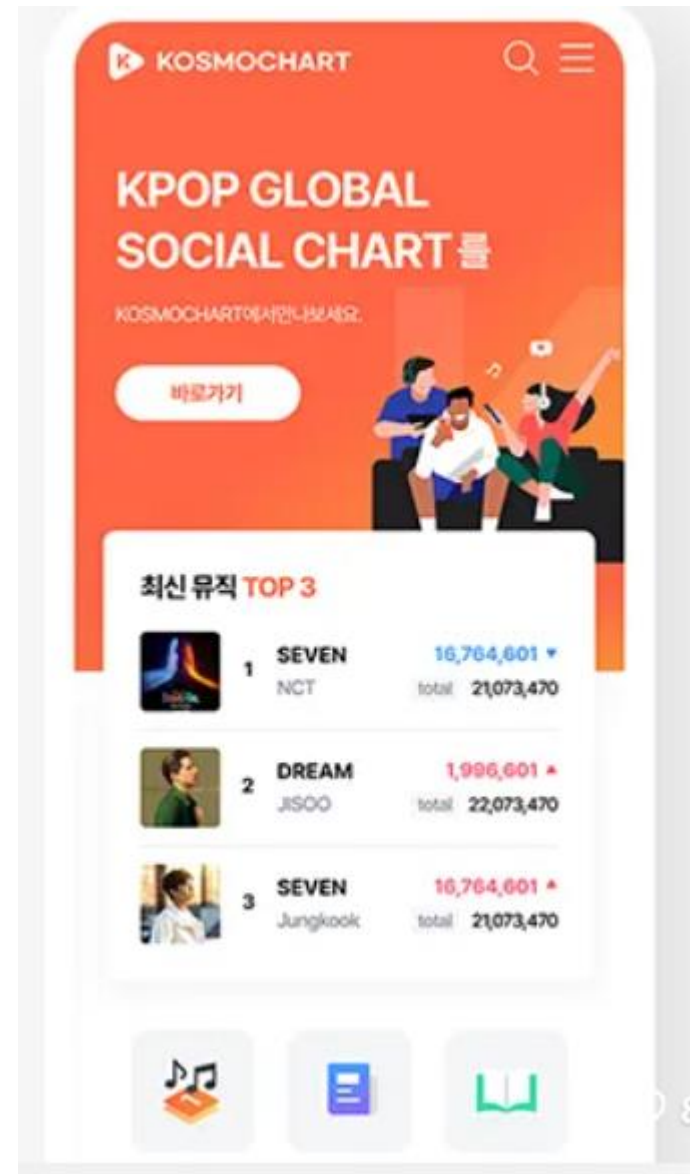 KOSMOCHART
KPOP GLOBAL
SOCIAL CHART를
KOSMOCHART에서만나보세요.
바로가기
최신 뮤직 TOP 3
1 SEVEN 16,764,601 ▼
NCT total 21,073,470
2 DREAM 1,996,601 ▲
JISOO total 22,073,470
3 SEVEN 16,764,601 ▲
Jungkook total 21,073,470